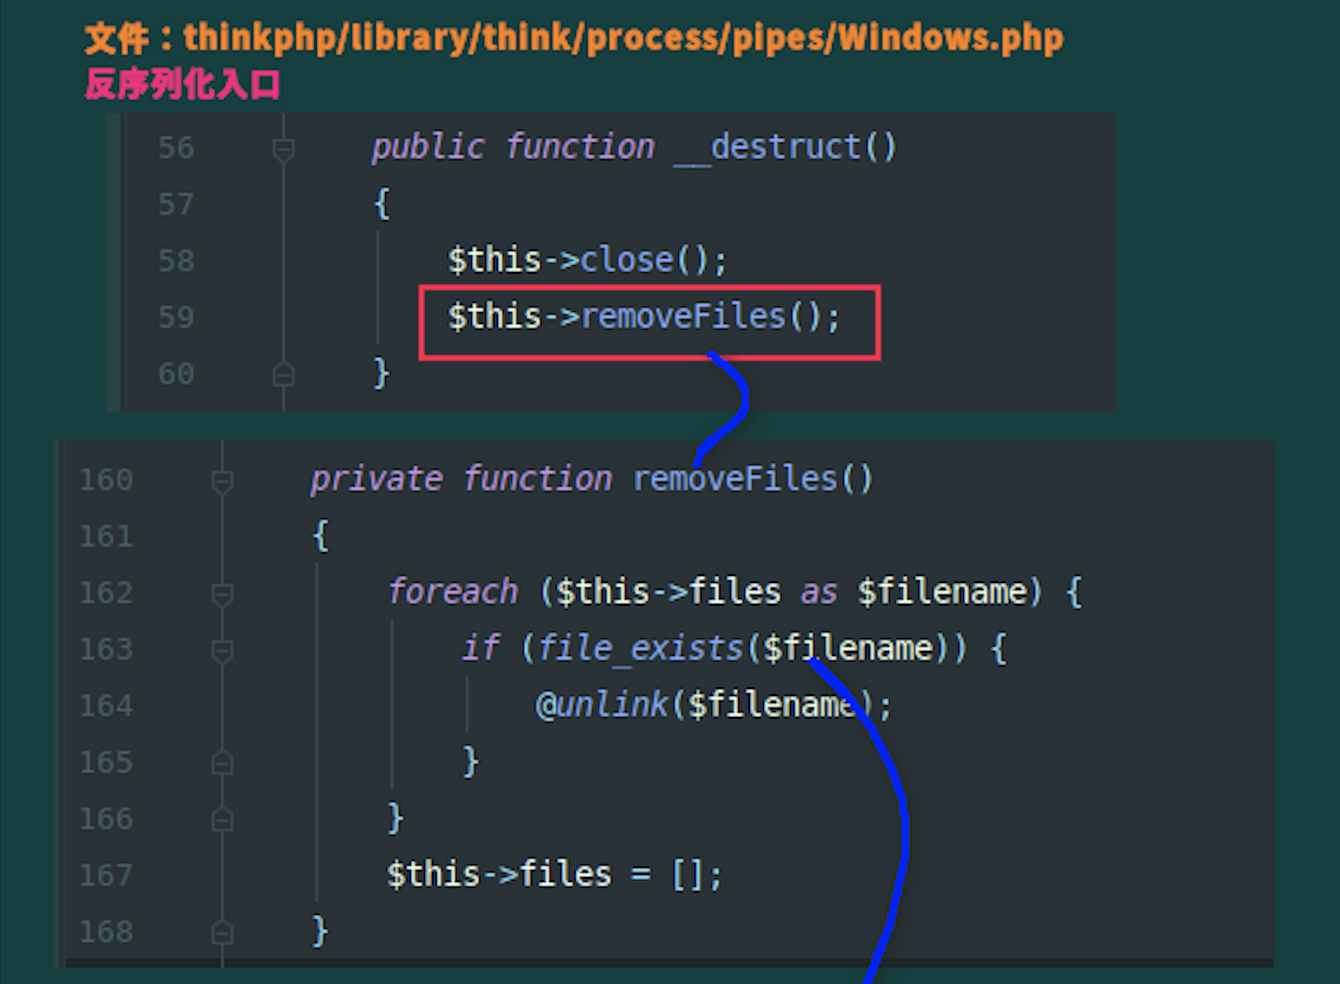 文件：thinkphp/library/think/process/pipes/Windows.php
反序列化入口
56 public function __destruct()
57 {
58 $this->close();
59 $this->removeFiles();
60 }
160 private function removeFiles()
161 {
162 foreach ($this->files as $filename) {
163 if (file_exists($filename)) {
164 @unlink($filename);
165 }
166 }
167 $this->files = [];
168 }